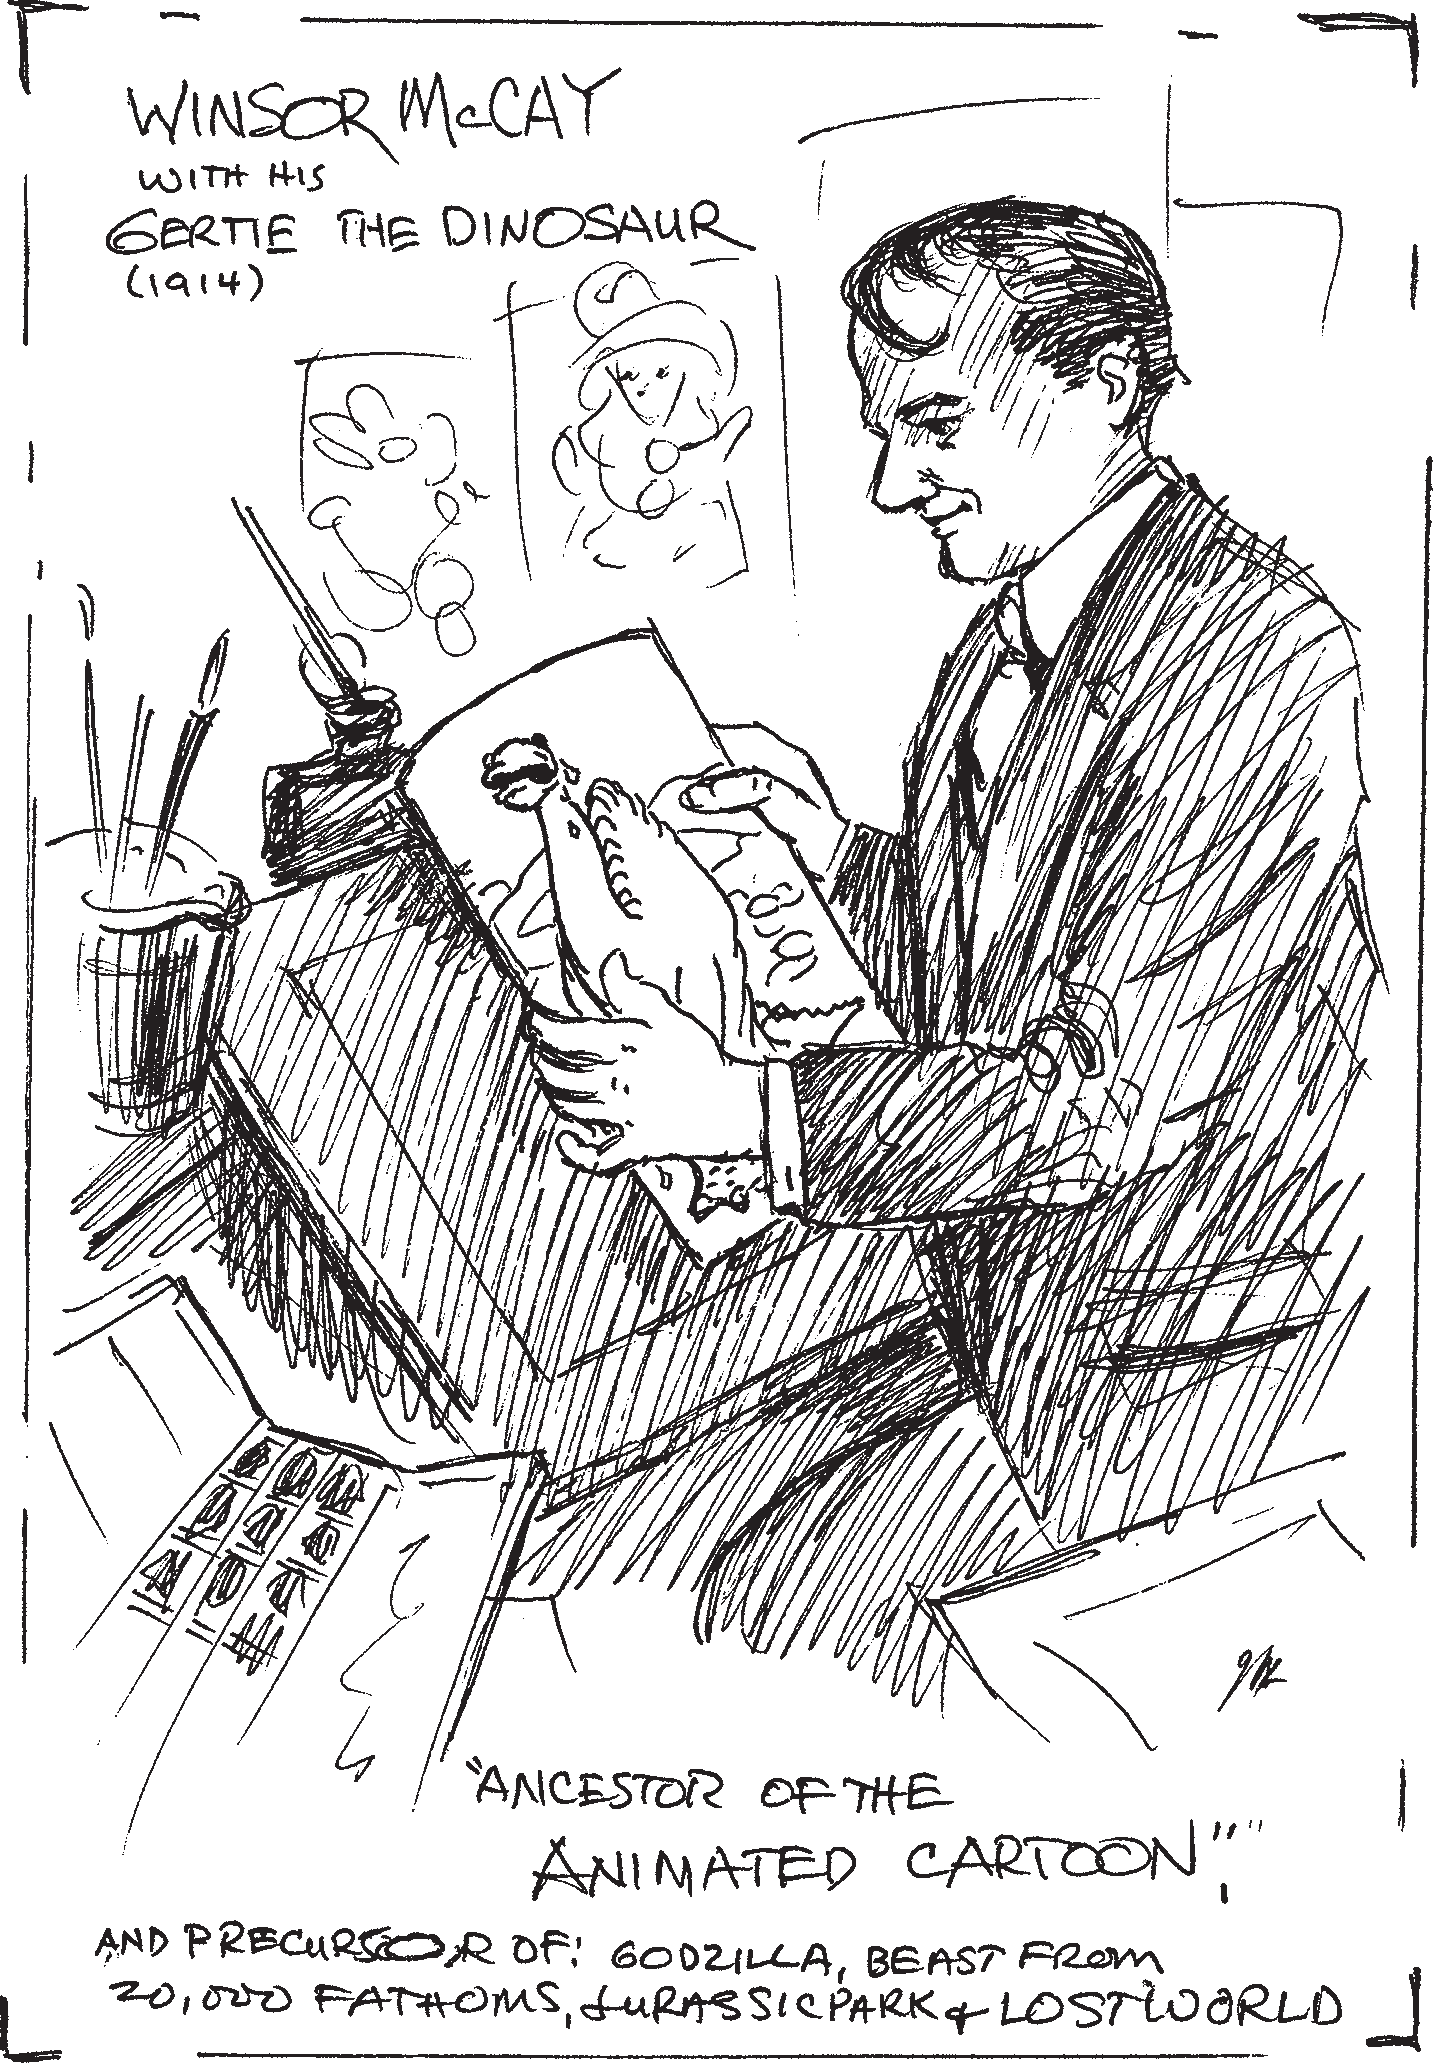 WINSOR McCAY
WITH HIS
GERTIE THE DINOSAUR
(1914)
"ANCESTOR OF THE
ANIMATED CARTOON",
AND PRECURSOR OF: GODZILLA, BEAST FROM
20,000 FATHOMS, JURASSIC PARK & LOST WORLD